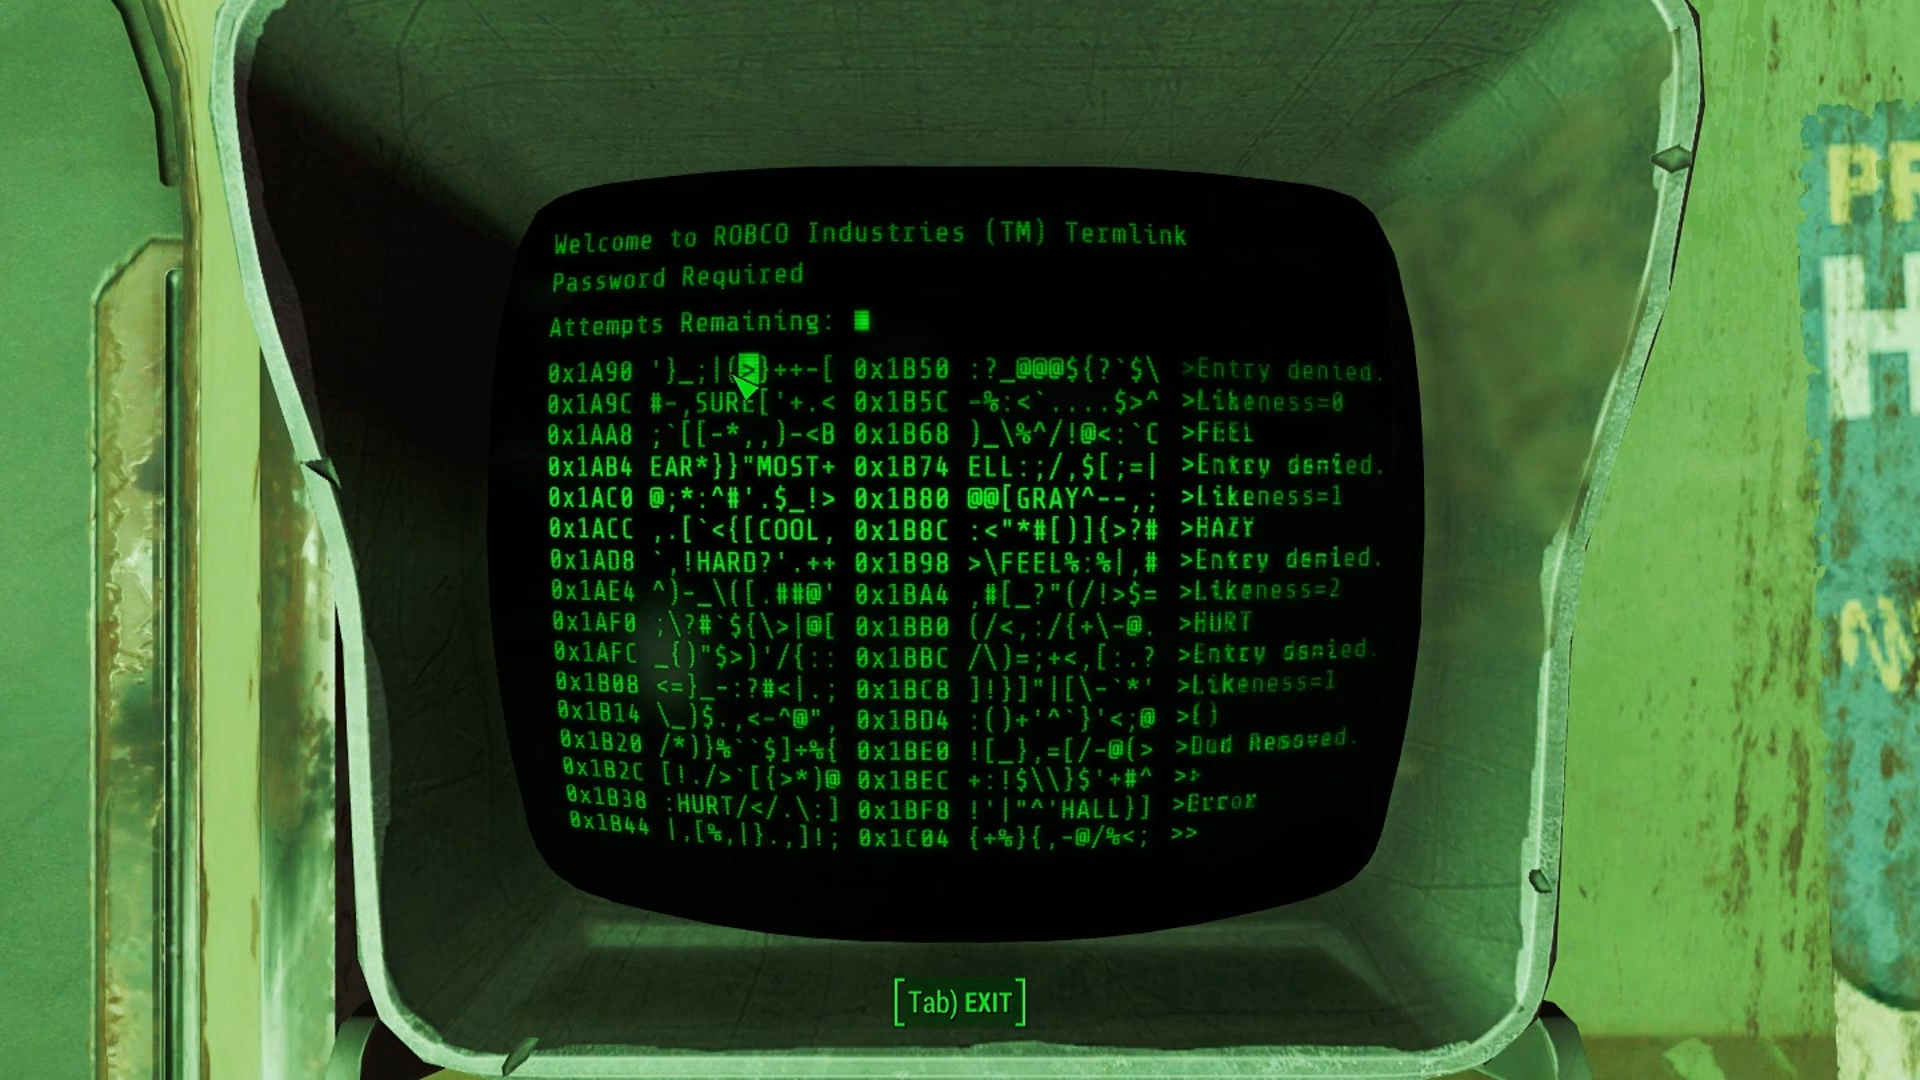 Welcome to ROBCO Industries (TM) Termlink
Password Required
Attempts Remaining: ■
0x1A90 '}_;|(>}++-[ 0x1B50 :?_@@@${?`$\ >Entry denied.
0x1A9C #-,SURE['+.< 0x1B5C -%:<`....$>^ >Likeness=0
0x1AA8 ;`[[-*,,)-<B 0x1B68 )_\%^/!@<:`C >FEEL
0x1AB4 EAR*}}"MOST+ 0x1B74 ELL:;/,$[;=| >Entry denied.
0x1AC0 @;*:^#'.$_!> 0x1B80 @@[GRAY^--,; >Likeness=1
0x1ACC ,.[`<{[COOL, 0x1B8C :<"*#[)]{>?# >HAZY
0x1AD8 `,!HARD?'.++ 0x1B98 >\FEEL%:%|,# >Entry denied.
0x1AE4 ^)-_\([.##@' 0x1BA4 ,#[_?"(/!>$= >Likeness=2
0x1AF0 ;\?#`${\>|@[ 0x1BB0 (/<,:/{+\-@. >HURT
0x1AFC _{)"$>)'/{:: 0x1BBC /\)=;+<,[:.? >Entry denied.
0x1B08 <=}_-:?#<|.; 0x1BC8 ]!}]"|[\-`*' >Likeness=1
0x1B14 \_)$.,<-^@", 0x1BD4 :()+'^`}'<;@ >{)
0x1B20 /*)}%``$]+%{ 0x1BE0 ![_},=[/-@(> >Dud Removed.
0x1B2C [!./>`[{>*)@ 0x1BEC +:!$\\}$'+#^ >:
0x1B38 :HURT/</.\:] 0x1BF8 !'|"^'HALL}] >Error
0x1B44 |,[%,|}.,]!; 0x1C04 {+%}{,-@/%<; >>
[Tab) EXIT]
PR
H